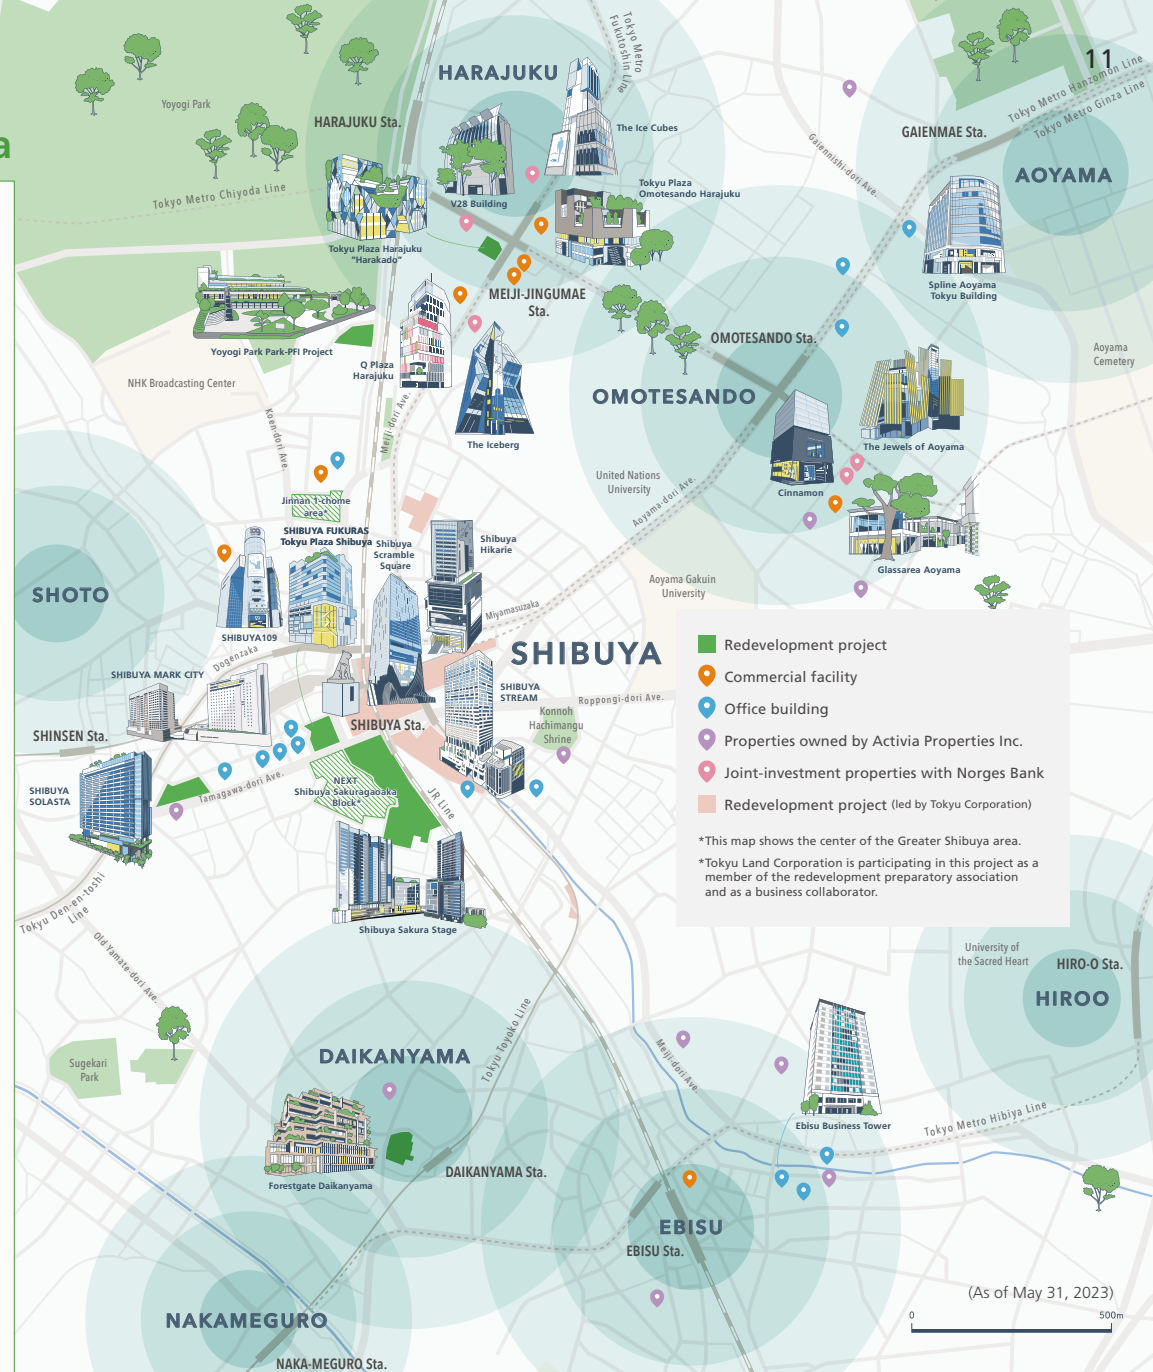 11
a
HARAJUKU
Tokyo Metro
Fukutoshin Line
Yoyogi Park
HARAJUKU Sta.
The Ice Cubes
Tokyo Metro Hanzomon Line
Tokyo Metro Ginza Line
GAIENMAE Sta.
AOYAMA
Gaiennishi-dori Ave.
Tokyo Metro Chiyoda Line
V28 Building
Tokyu Plaza
Omotesando Harajuku
Tokyu Plaza Harajuku
"Harakado"
Spline Aoyama
Tokyu Building
MEIJI-JINGUMAE
Sta.
OMOTESANDO Sta.
Aoyama
Cemetery
Yoyogi Park Park-PFI Project
Q Plaza
Harajuku
NHK Broadcasting Center
OMOTESANDO
Koen-dori Ave.
Meiji-dori Ave.
The Iceberg
The Jewels of Aoyama
United Nations
University
Cinnamon
Aoyama-dori Ave.
Jinnan 1-chome
area*
SHIBUYA FUKURAS
Tokyu Plaza Shibuya
Shibuya
Scramble
Square
Shibuya
Hikarie
Glassarea Aoyama
Aoyama Gakuin
University
SHOTO
Miyamasuzaka
SHIBUYA109
Dogenzaka
SHIBUYA
SHIBUYA MARK CITY
SHIBUYA
STREAM
Roppongi-dori Ave.
Konnoh
Hachimangu
Shrine
SHIBUYA Sta.
SHINSEN Sta.
SHIBUYA
SOLASTA
Tamagawa-dori Ave.
NEXT
Shibuya Sakuragaoaka
Block*
JR Line
Redevelopment project
Commercial facility
Office building
Properties owned by Activia Properties Inc.
Joint-investment properties with Norges Bank
Redevelopment project (led by Tokyu Corporation)
*This map shows the center of the Greater Shibuya area.
*Tokyu Land Corporation is participating in this project as a
member of the redevelopment preparatory association
and as a business collaborator.
Tokyu Den-en-toshi
Line
Old Yamate-dori Ave.
Shibuya Sakura Stage
University of
the Sacred Heart
HIRO-O Sta.
HIROO
Tokyu Toyoko Line
DAIKANYAMA
Meiji-dori Ave.
Sugekari
Park
Ebisu Business Tower
Tokyo Metro Hibiya Line
DAIKANYAMA Sta.
Forestgate Daikanyama
EBISU
EBISU Sta.
NAKAMEGURO
NAKA-MEGURO Sta.
(As of May 31, 2023)
0 500m